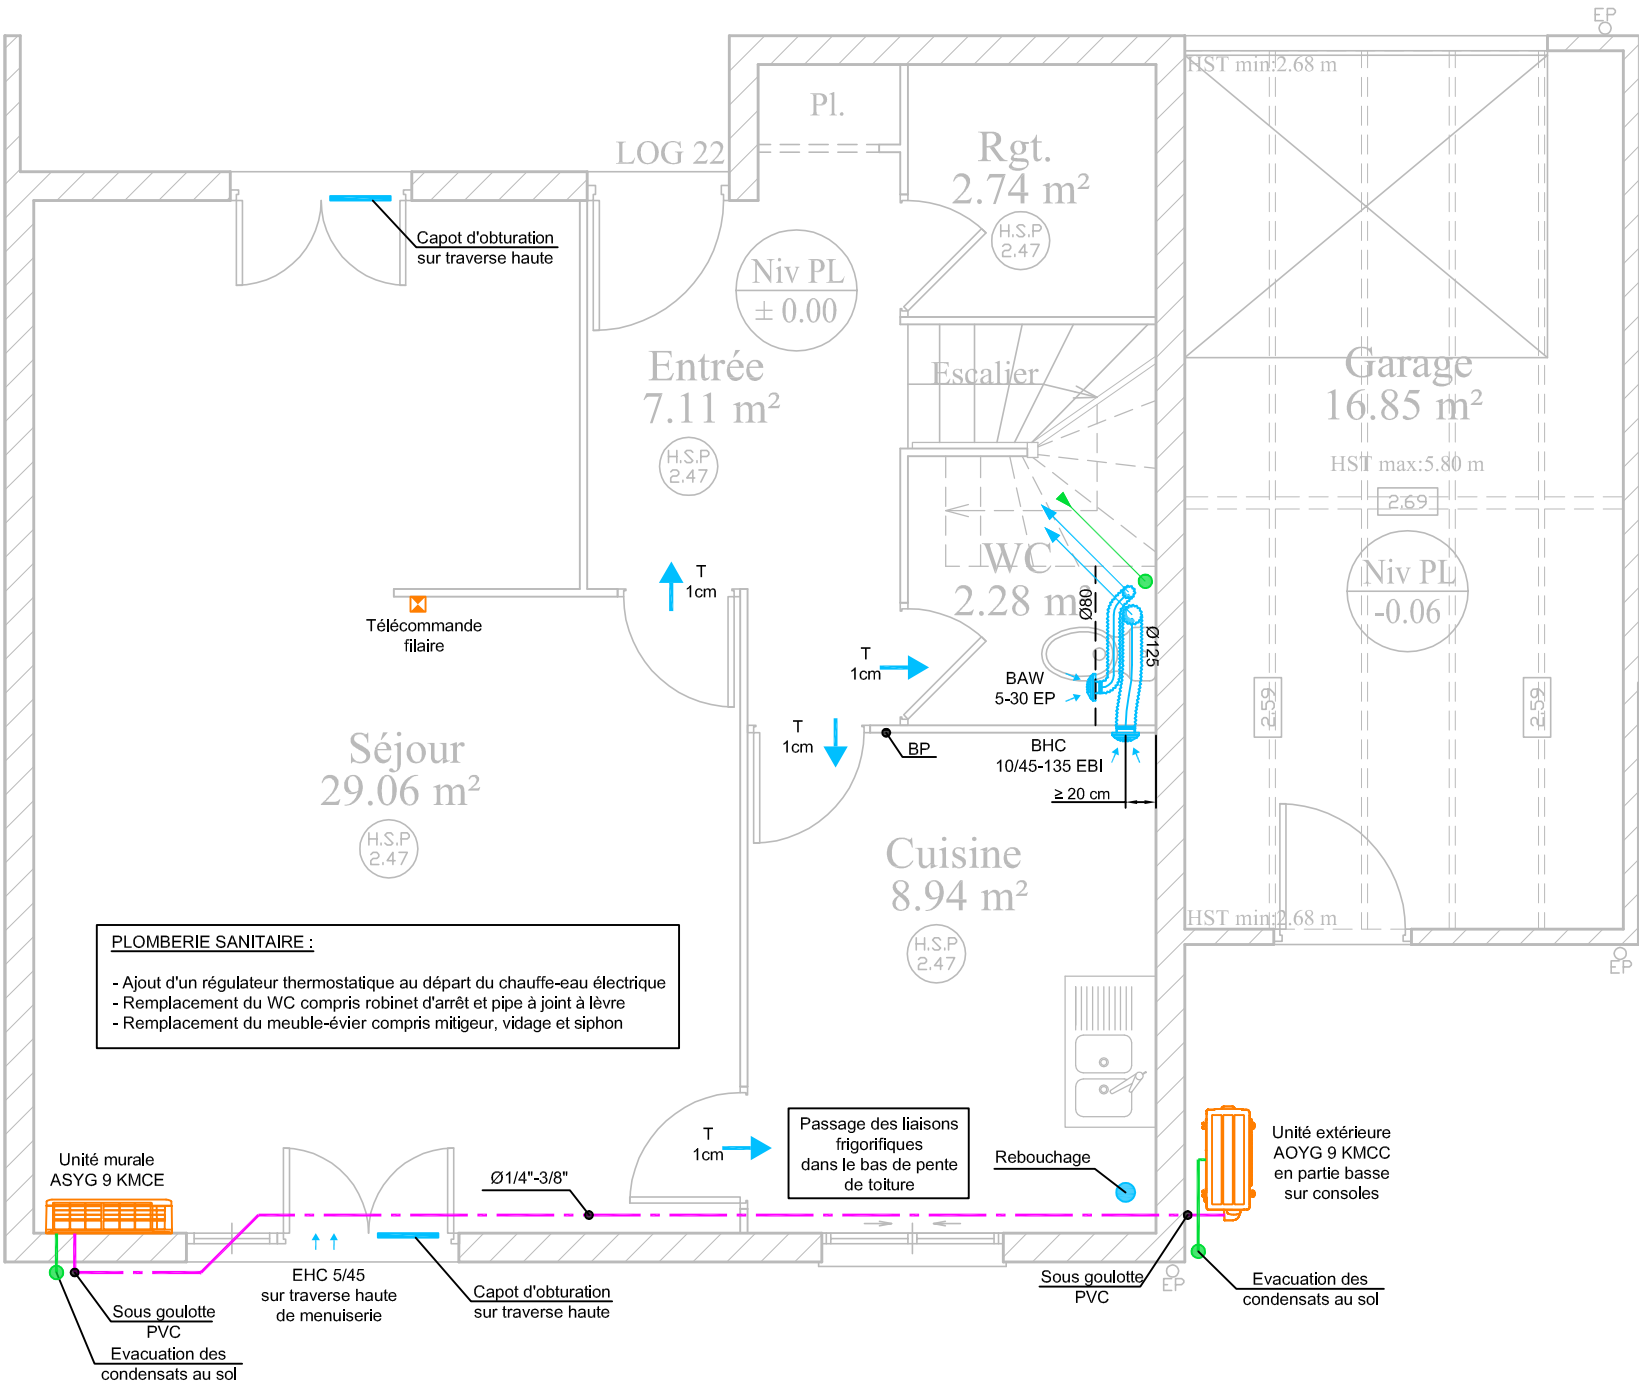 EP
HST min:2.68 m
Pl.
LOG 22
Rgt.
2.74 m²
H.S.P
2.47
Capot d'obturation
sur traverse haute
Niv PL
± 0.00
Entrée
7.11 m²
H.S.P
2.47
Escalier
Garage
16.85 m²
HST max:5.80 m
2.69
Niv PL
-0.06
WC
2.28 m²
Ø80
Ø125
T
1cm
Télécommande
filaire
T
1cm
BAW
5-30 EP
2.59
2.59
T
1cm
BP
BHC
10/45-135 EBI
≥ 20 cm
Séjour
29.06 m²
H.S.P
2.47
Cuisine
8.94 m²
H.S.P
2.47
HST min:2.68 m
EP
PLOMBERIE SANITAIRE :
- Ajout d'un régulateur thermostatique au départ du chauffe-eau électrique
- Remplacement du WC compris robinet d'arrêt et pipe à joint à lèvre
- Remplacement du meuble-évier compris mitigeur, vidage et siphon
T
1cm
Passage des liaisons
frigorifiques
dans le bas de pente
de toiture
Rebouchage
Unité extérieure
AOYG 9 KMCC
en partie basse
sur consoles
Unité murale
ASYG 9 KMCE
Ø1/4"-3/8"
EHC 5/45
sur traverse haute
de menuiserie
Capot d'obturation
sur traverse haute
Sous goulotte
PVC
EP
Evacuation des
condensats au sol
Sous goulotte
PVC
Evacuation des
condensats au sol